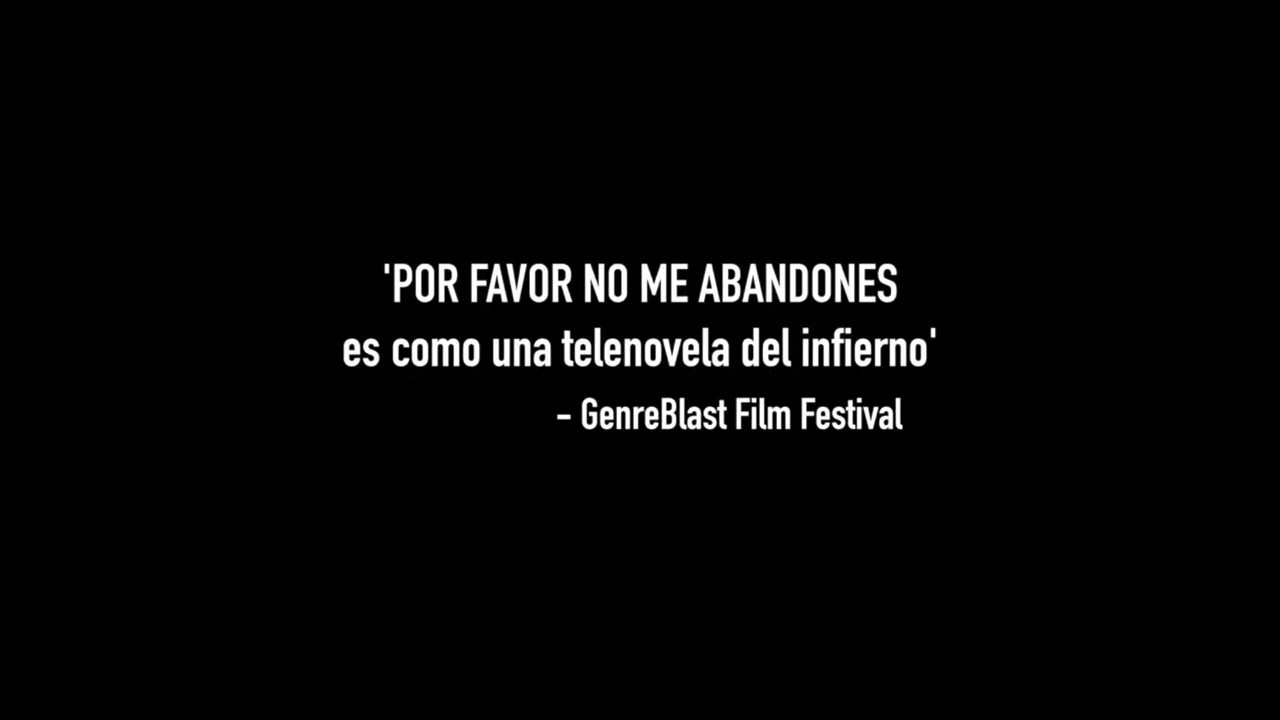 'POR FAVOR NO ME ABANDONES
es como una telenovela del infierno'
– GenreBlast Film Festival